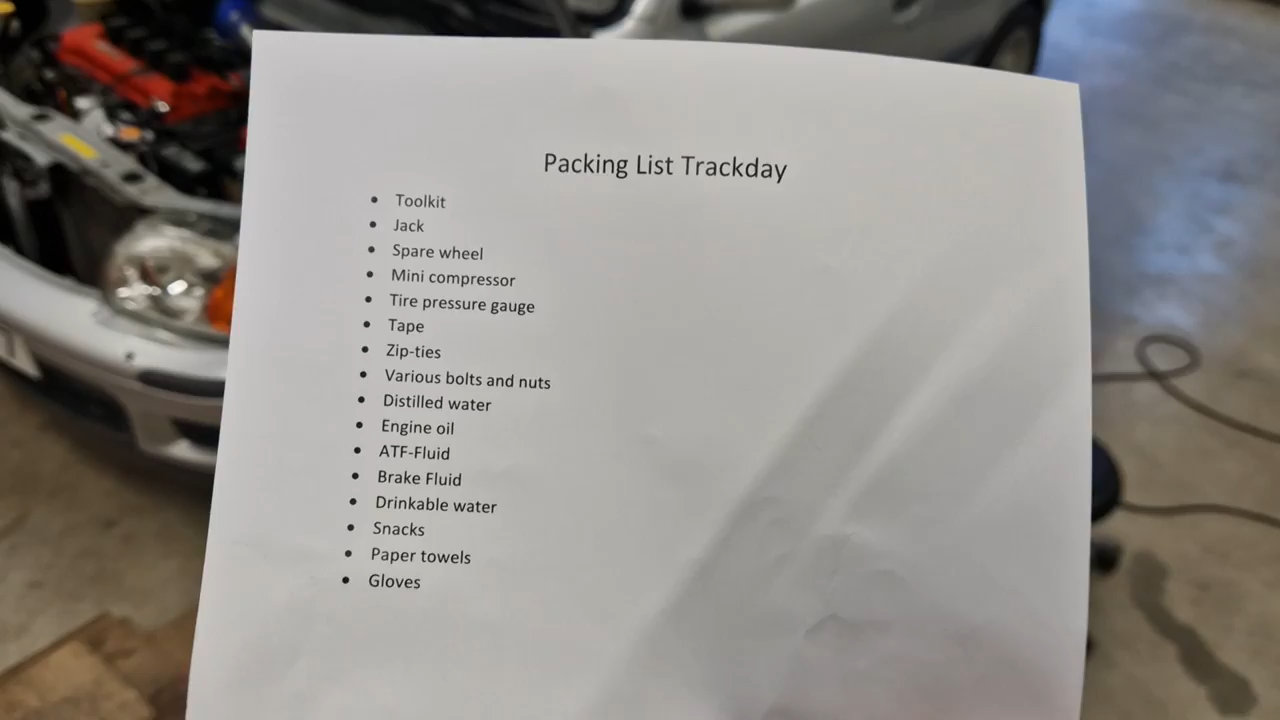 Packing List Trackday
• Toolkit
• Jack
• Spare wheel
• Mini compressor
• Tire pressure gauge
• Tape
• Zip-ties
• Various bolts and nuts
• Distilled water
• Engine oil
• ATF-Fluid
• Brake Fluid
• Drinkable water
• Snacks
• Paper towels
• Gloves